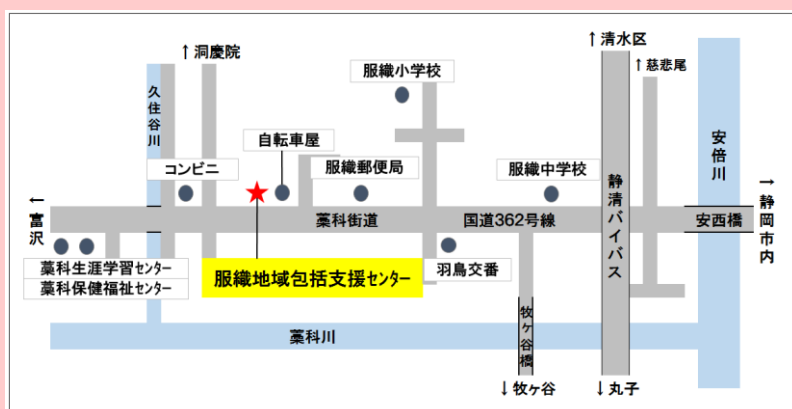 ↑清水区
↑洞慶院
服織小学校
↑慈悲尾
久住谷川
自転車屋
安倍川
コンビニ
服織郵便局
服織中学校
静清バイパス
←富沢
藁科街道
国道362号線
安西橋
→静岡市内
藁科生涯学習センター
藁科保健福祉センター
服織地域包括支援センター
羽鳥交番
藁科川
牧ヶ谷橋
↓牧ヶ谷
↓丸子